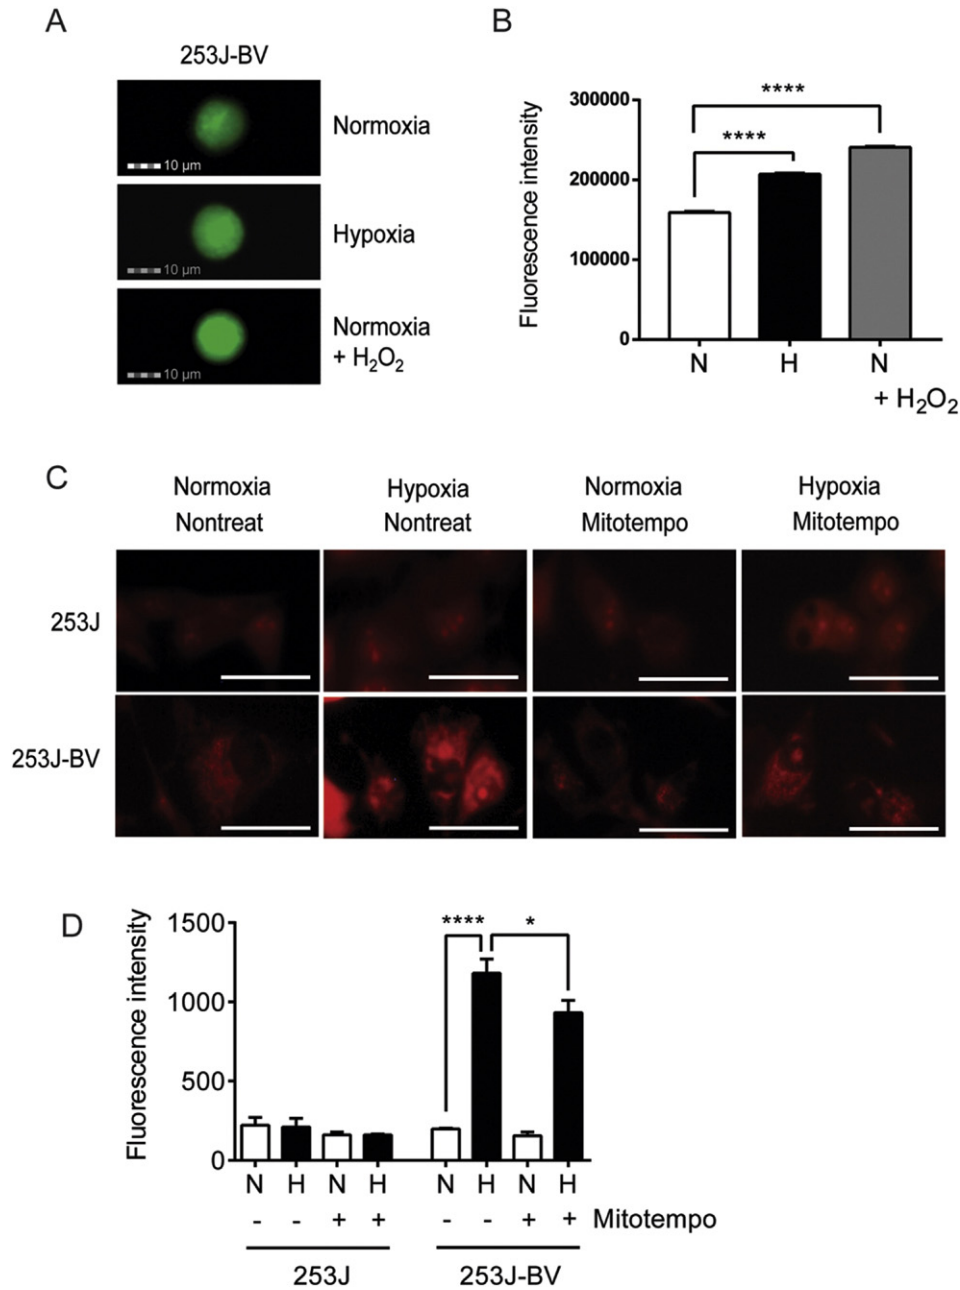 A
253J-BV
10 µm
Normoxia
10 µm
Hypoxia
10 µm
Normoxia
+ H₂O₂
B
Fluorescence intensity
300000
200000
100000
0
****
****
N H N
+ H₂O₂
C
Normoxia
Nontreat
Hypoxia
Nontreat
Normoxia
Mitotempo
Hypoxia
Mitotempo
253J
253J-BV
D
Fluorescence intensity
1500
1000
500
0
**** *
N H N H N H N H
- - + + - - + + Mitotempo
253J 253J-BV